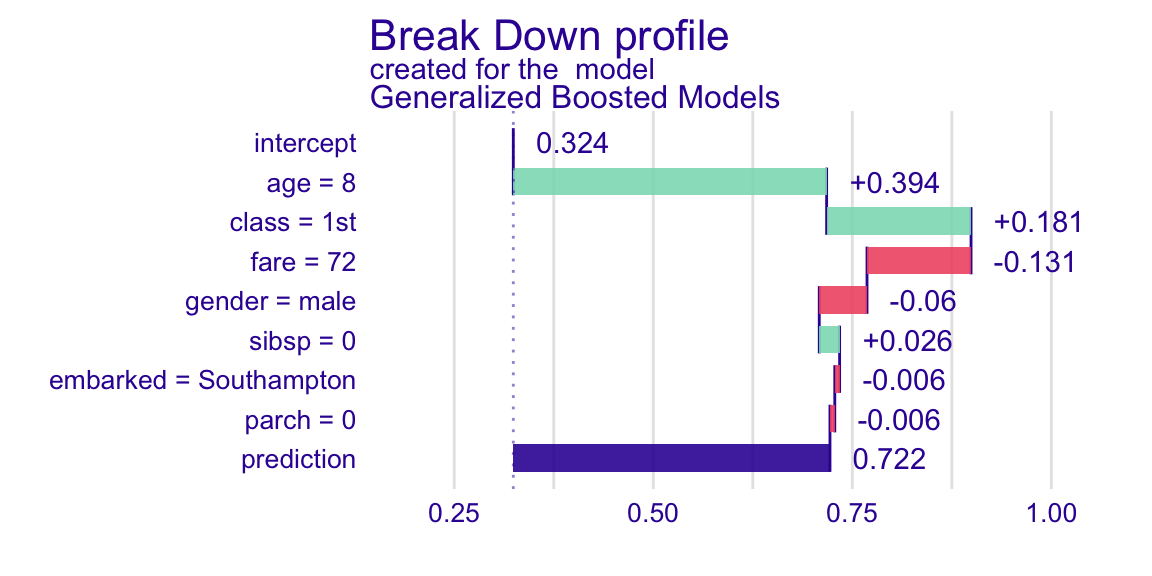 Break Down profile
created for the  model
Generalized Boosted Models
intercept 0.324
age = 8 +0.394
class = 1st +0.181
fare = 72 -0.131
gender = male -0.06
sibsp = 0 +0.026
embarked = Southampton -0.006
parch = 0 -0.006
prediction 0.722
0.25 0.50 0.75 1.00